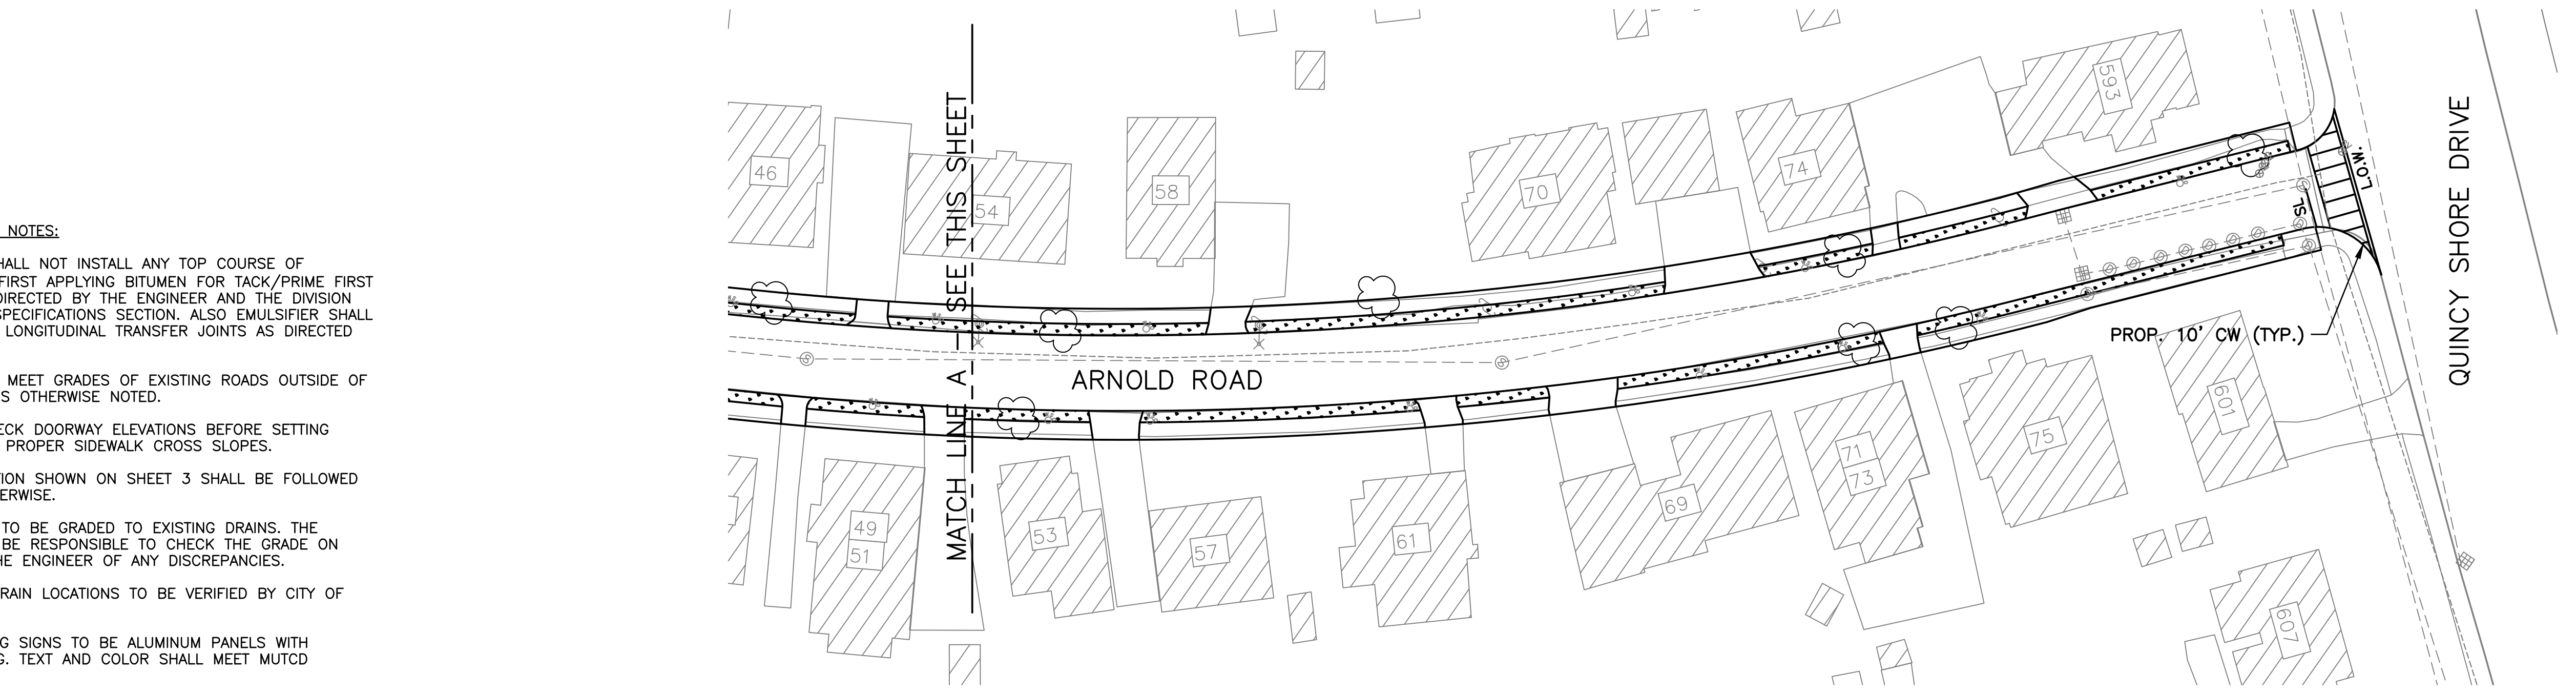 NOTES:
HALL NOT INSTALL ANY TOP COURSE OF
FIRST APPLYING BITUMEN FOR TACK/PRIME FIRST
DIRECTED BY THE ENGINEER AND THE DIVISION
SPECIFICATIONS SECTION. ALSO EMULSIFIER SHALL
LONGITUDINAL TRANSFER JOINTS AS DIRECTED
MEET GRADES OF EXISTING ROADS OUTSIDE OF
S OTHERWISE NOTED.
ECK DOORWAY ELEVATIONS BEFORE SETTING
PROPER SIDEWALK CROSS SLOPES.
TION SHOWN ON SHEET 3 SHALL BE FOLLOWED
ERWISE.
TO BE GRADED TO EXISTING DRAINS. THE
BE RESPONSIBLE TO CHECK THE GRADE ON
HE ENGINEER OF ANY DISCREPANCIES.
RAIN LOCATIONS TO BE VERIFIED BY CITY OF
G SIGNS TO BE ALUMINUM PANELS WITH
G. TEXT AND COLOR SHALL MEET MUTCD
46
MATCH LINE A - SEE THIS SHEET
54
58
70
74
593
L.O.W.
SL
QUINCY SHORE DRIVE
PROP. 10' CW (TYP.)
ARNOLD ROAD
49
51
53
57
61
69
71
73
75
601
607